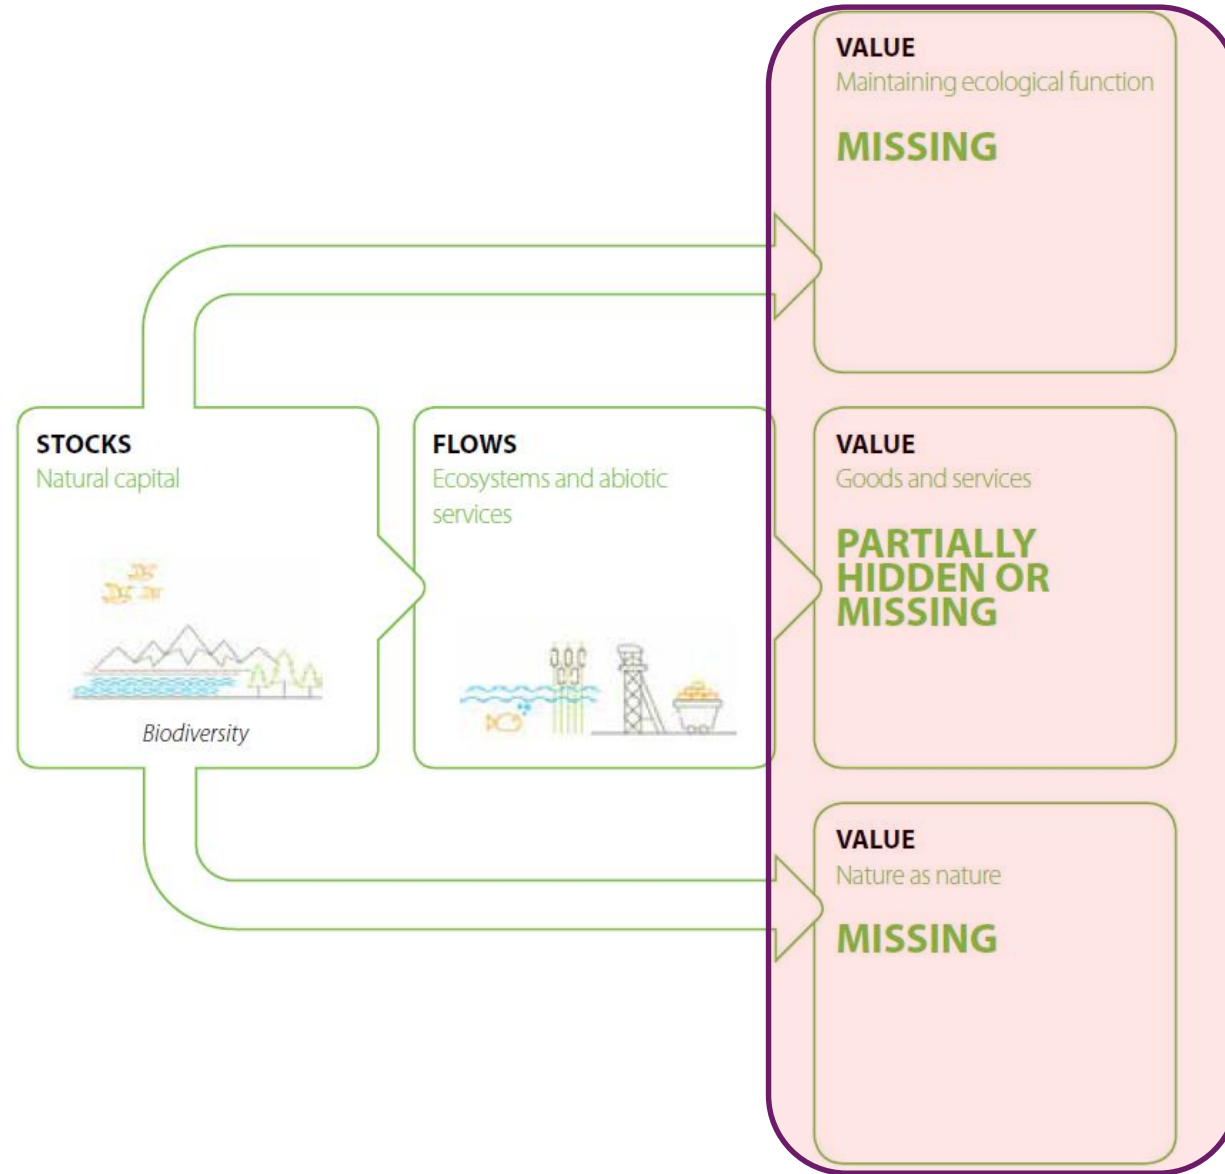 VALUE
Maintaining ecological function
MISSING
STOCKS
Natural capital
Biodiversity
FLOWS
Ecosystems and abiotic
services
VALUE
Goods and services
PARTIALLY
HIDDEN OR
MISSING
VALUE
Nature as nature
MISSING